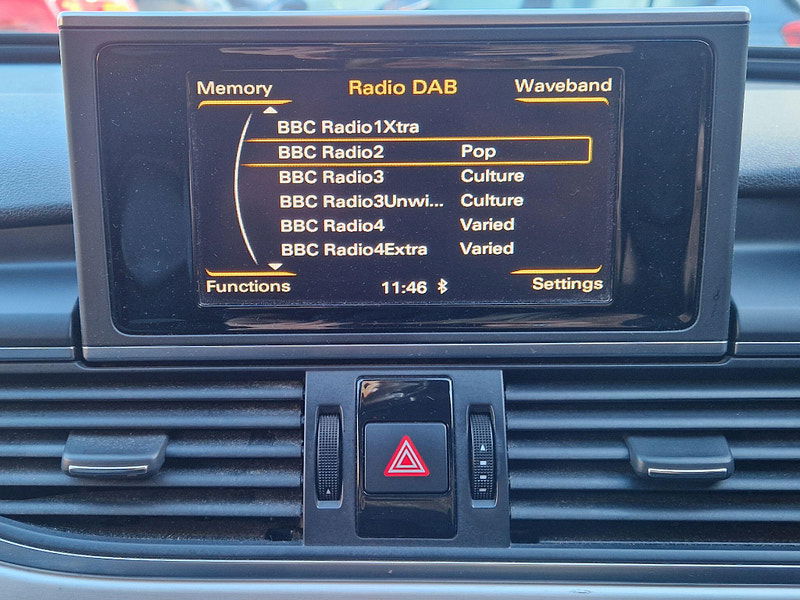 Memory Radio DAB Waveband
BBC Radio1Xtra
BBC Radio2 Pop
BBC Radio3 Culture
BBC Radio3Unwi... Culture
BBC Radio4 Varied
BBC Radio4Extra Varied
Functions 11:46 Settings